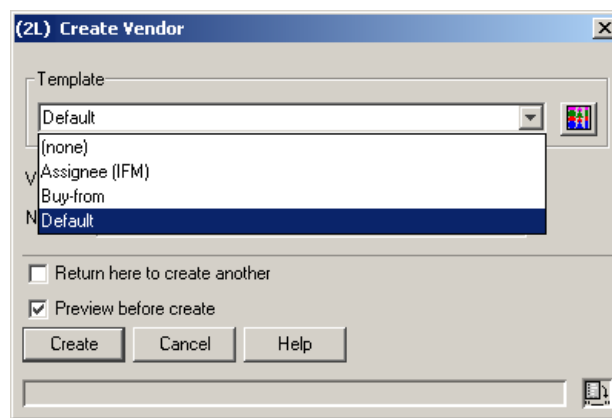 (2L) Create Vendor
Template
Default
(none)
Assignee (IFM)
Buy-from
Default
Return here to create another
Preview before create
Create Cancel Help